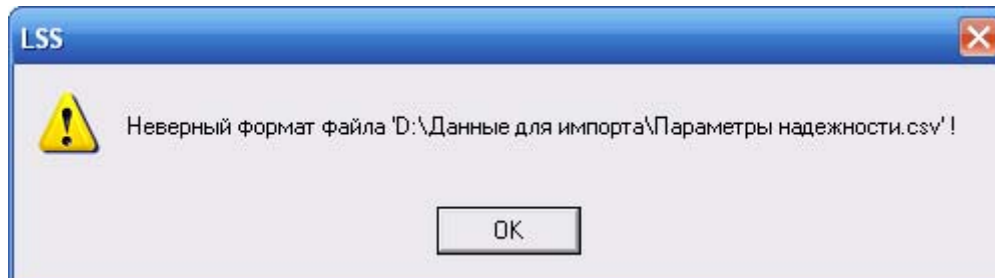 LSS
Неверный формат файла 'D:\Данные для импорта\Параметры надежности.csv' !
OK